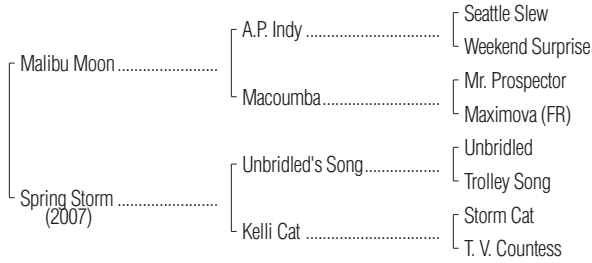 Seattle Slew
A.P. Indy ..............................
Weekend Surprise
Malibu Moon ......................
Mr. Prospector
Macoumba..........................
Maximova (FR)
Unbridled
Unbridled's Song.................
Trolley Song
Spring Storm ......................
(2007)
Storm Cat
Kelli Cat ..............................
T. V. Countess